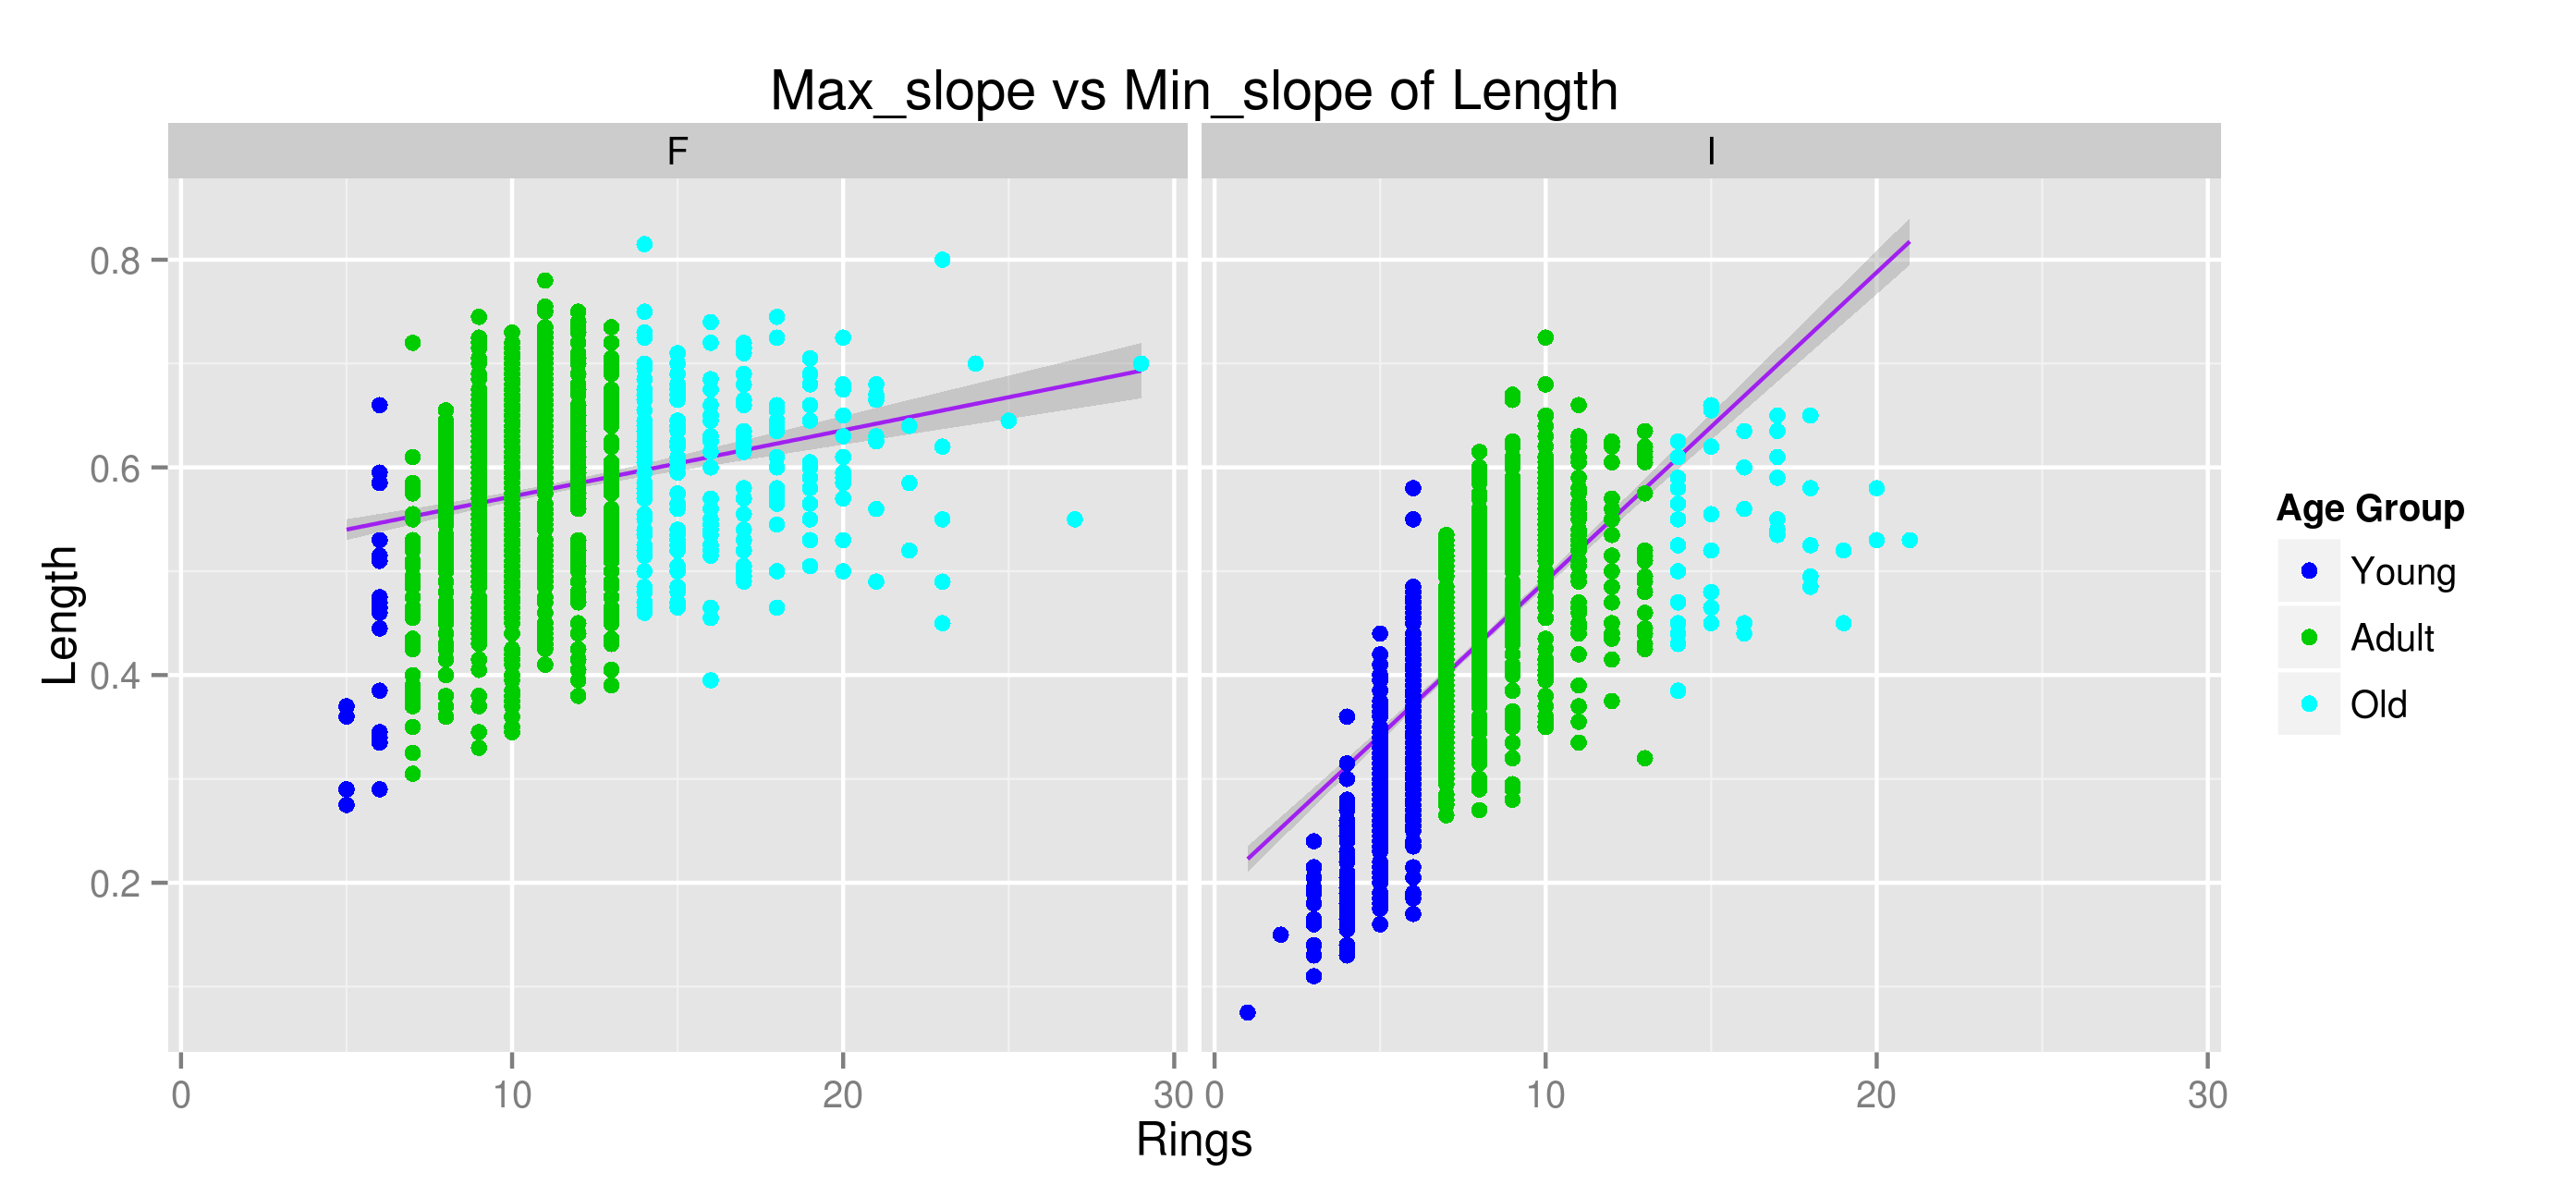 Max_slope vs Min_slope of Length
F
I
Length
0.8
0.6
0.4
0.2
0 10 20 30 0 10 20 30
Rings
Age Group
Young
Adult
Old